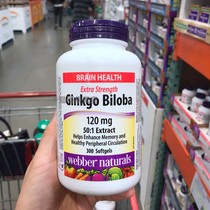 BRAIN HEALTH
Extra Strength
Ginkgo Biloba
120 mg
50:1 Extract
Helps Enhance Memory and
Healthy Peripheral Circulation
300 Softgels
webber naturals